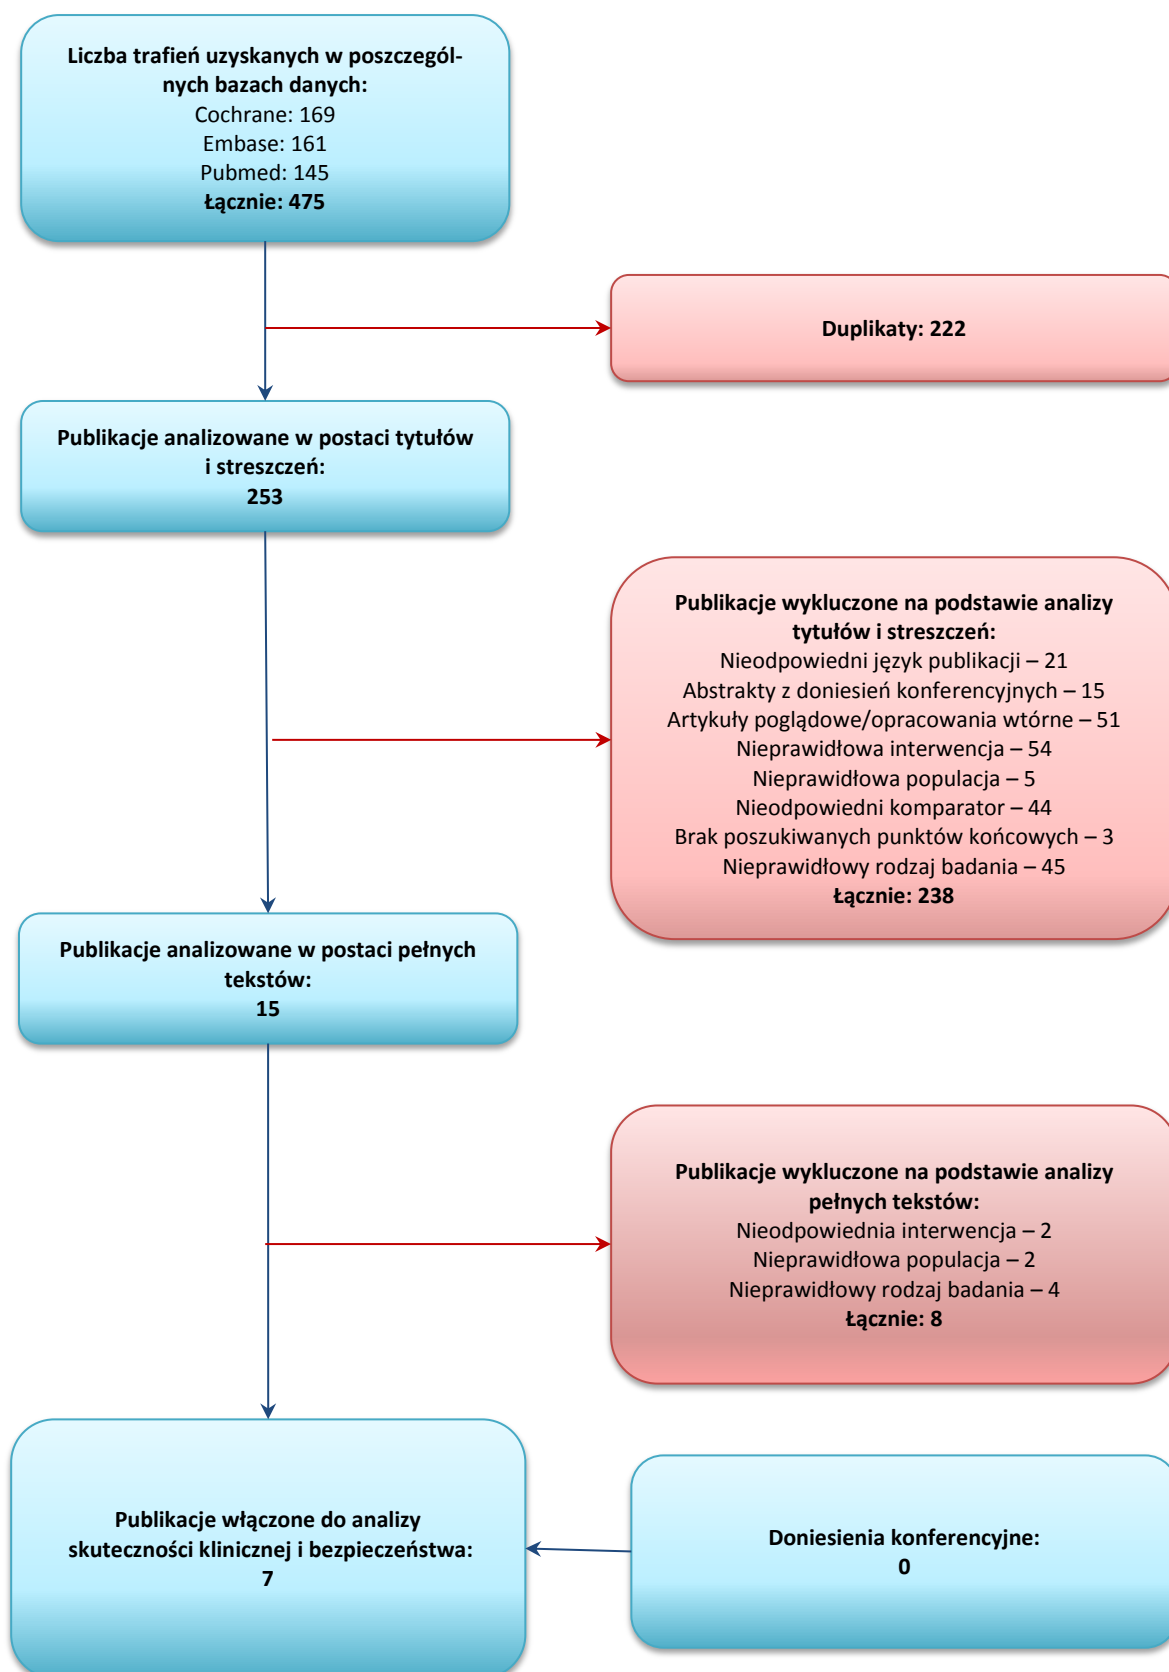 Liczba trafień uzyskanych w poszczegól-
nych bazach danych:
Cochrane: 169
Embase: 161
Pubmed: 145
Łącznie: 475
Duplikaty: 222
Publikacje analizowane w postaci tytułów
i streszczeń:
253
Publikacje wykluczone na podstawie analizy
tytułów i streszczeń:
Nieodpowiedni język publikacji – 21
Abstrakty z doniesień konferencyjnych – 15
Artykuły poglądowe/opracowania wtórne – 51
Nieprawidłowa interwencja – 54
Nieprawidłowa populacja – 5
Nieodpowiedni komparator – 44
Brak poszukiwanych punktów końcowych – 3
Nieprawidłowy rodzaj badania – 45
Łącznie: 238
Publikacje analizowane w postaci pełnych
tekstów:
15
Publikacje wykluczone na podstawie analizy
pełnych tekstów:
Nieodpowiednia interwencja – 2
Nieprawidłowa populacja – 2
Nieprawidłowy rodzaj badania – 4
Łącznie: 8
Publikacje włączone do analizy
skuteczności klinicznej i bezpieczeństwa:
7
Doniesienia konferencyjne:
0